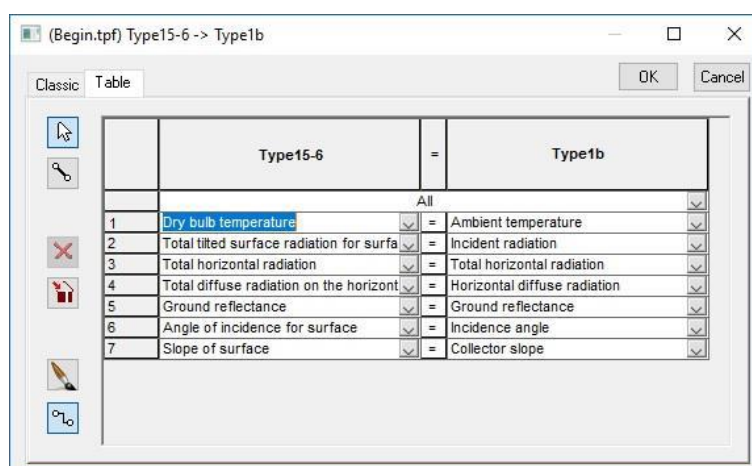 (Begin.tpf) Type15-6 -> Type1b
OK Cancel
Classic Table
Type15-6 = Type1b
All
1 Dry bulb temperature = Ambient temperature
2 Total tilted surface radiation for surfa = Incident radiation
3 Total horizontal radiation = Total horizontal radiation
4 Total diffuse radiation on the horizont = Horizontal diffuse radiation
5 Ground reflectance = Ground reflectance
6 Angle of incidence for surface = Incidence angle
7 Slope of surface = Collector slope